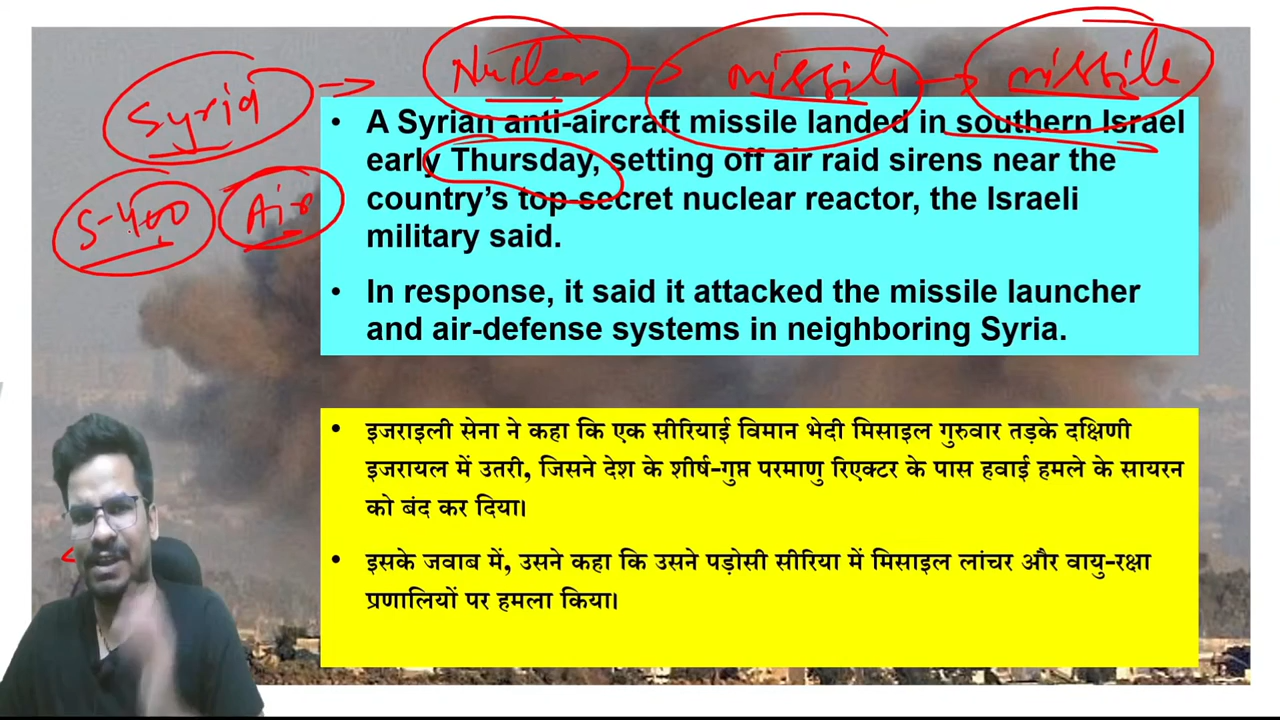 Syria
Nuclear
missile
missile
S-400
Air
• A Syrian anti-aircraft missile landed in southern Israel
early Thursday, setting off air raid sirens near the
country’s top-secret nuclear reactor, the Israeli
military said.
• In response, it said it attacked the missile launcher
and air-defense systems in neighboring Syria.
• इजराइली सेना ने कहा कि एक सीरियाई विमान भेदी मिसाइल गुरुवार तड़के दक्षिणी
इजरायल में उतरी, जिसने देश के शीर्ष-गुप्त परमाणु रिएक्टर के पास हवाई हमले के सायरन
को बंद कर दिया।
• इसके जवाब में, उसने कहा कि उसने पड़ोसी सीरिया में मिसाइल लांचर और वायु-रक्षा
प्रणालियों पर हमला किया।